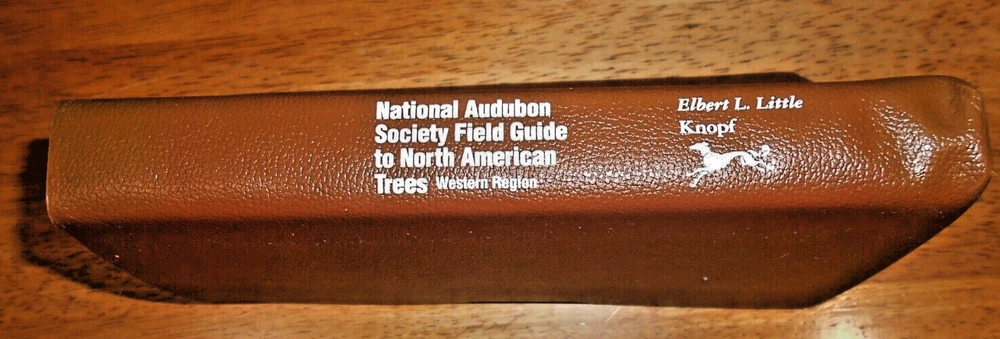 National Audubon
Society Field Guide
to North American
Trees Western Region
Elbert L. Little
Knopf